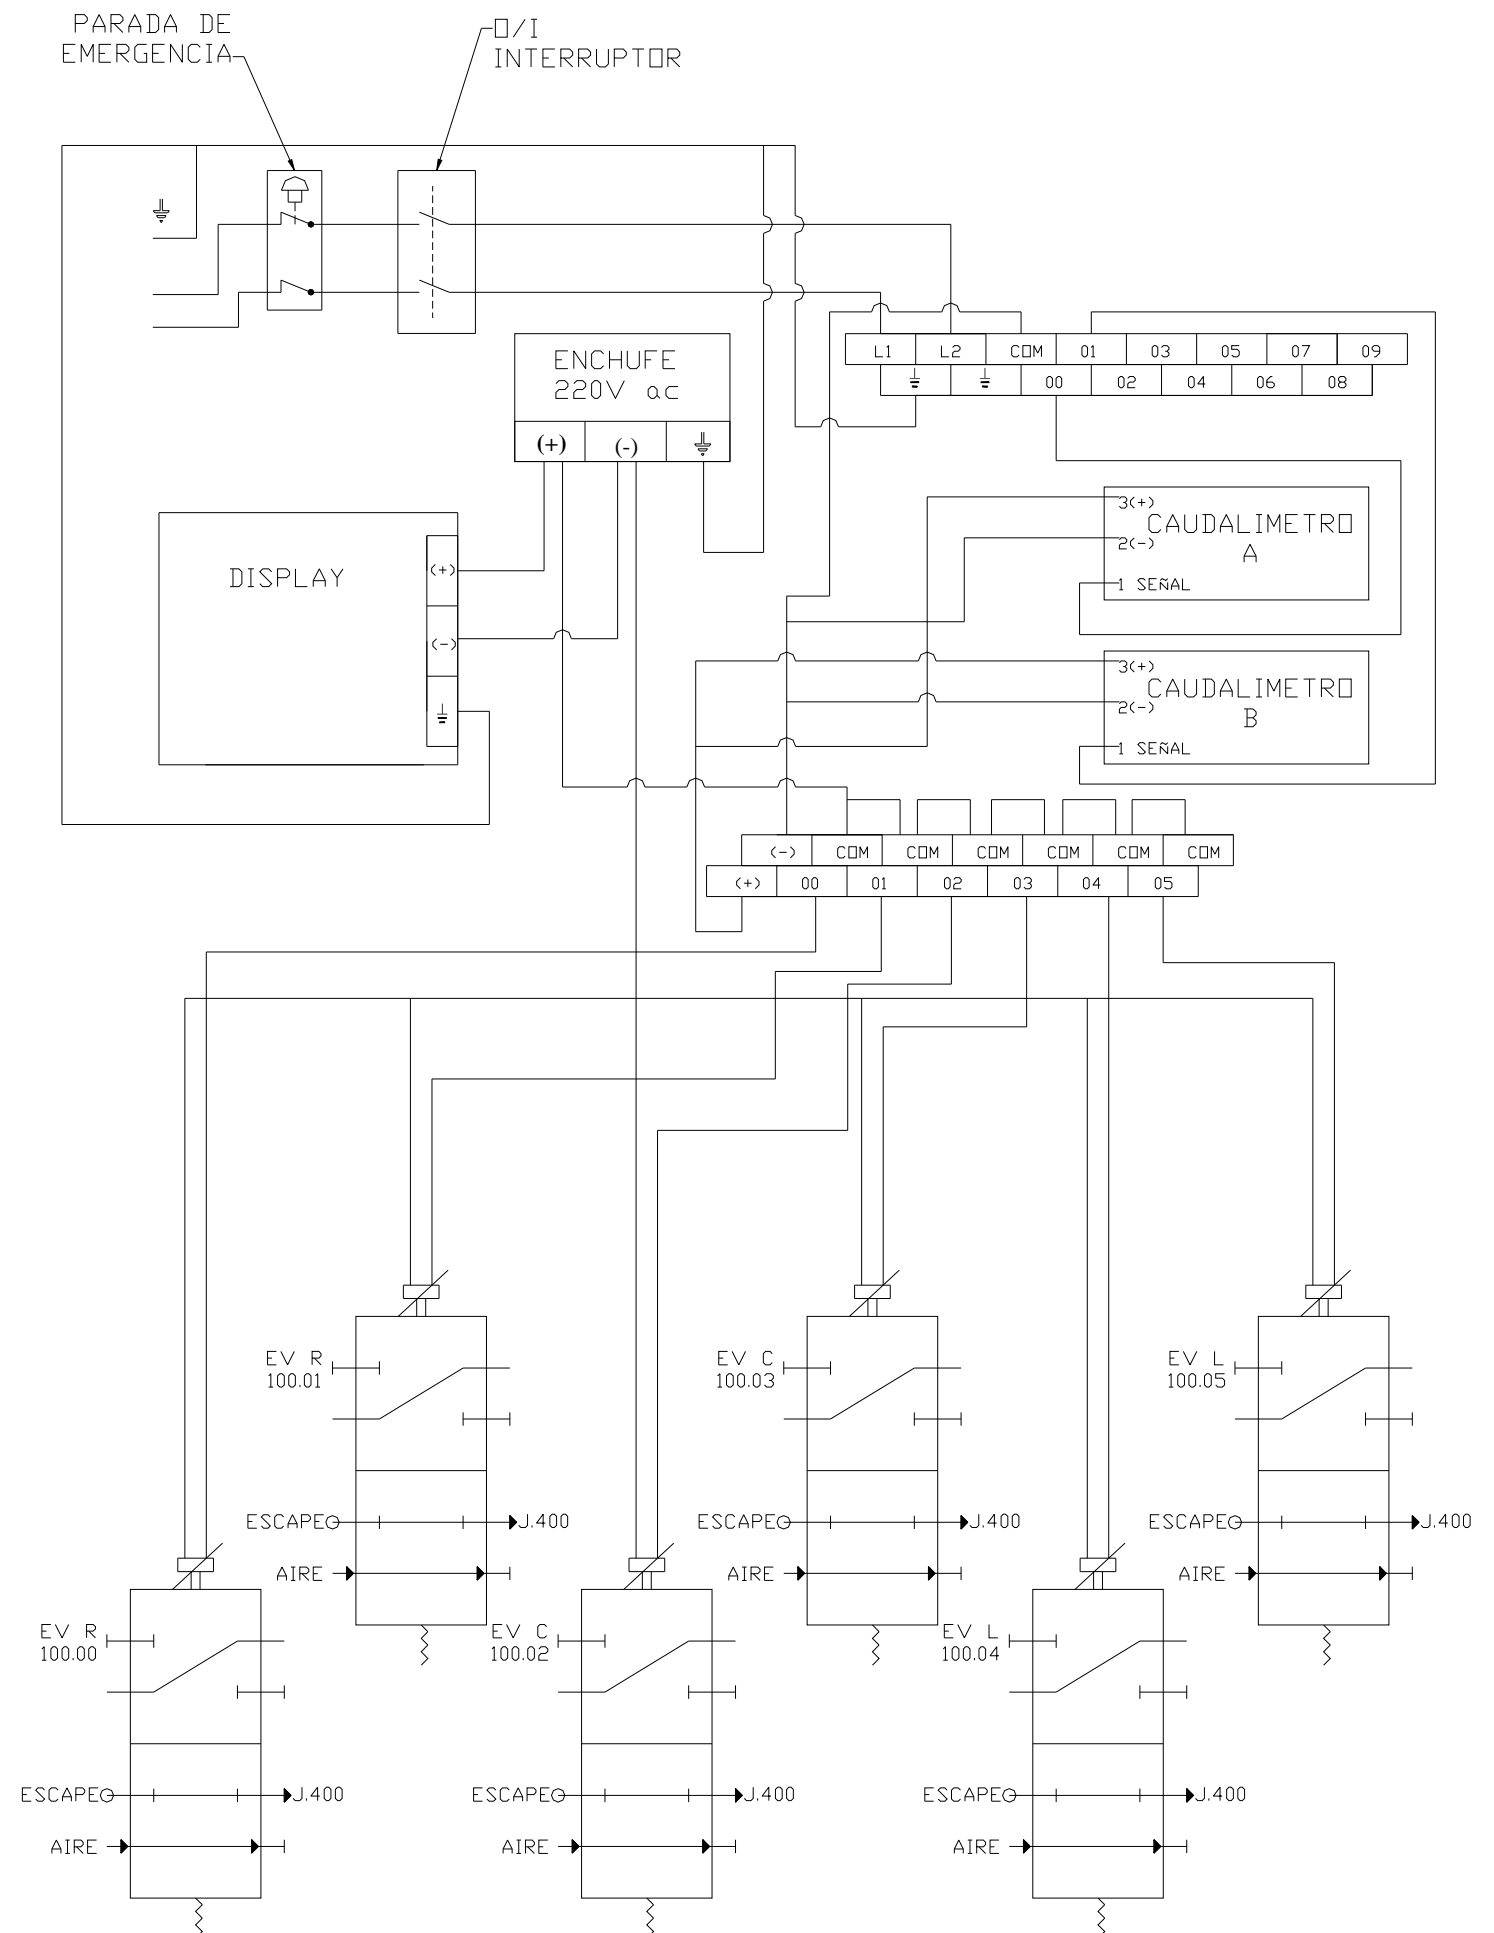 PARADA DE
EMERGENCIA
O/I
INTERRUPTOR
L1 L2 COM 01 03 05 07 09
00 02 04 06 08
ENCHUFE
220V ac
(+) (-)
3(+)
CAUDALIMETRO
2(-)
A
1 SEÑAL
DISPLAY
(+)
(-)
3(+)
CAUDALIMETRO
2(-)
B
1 SEÑAL
(-) COM COM COM COM COM COM
(+) 00 01 02 03 04 05
EV R
100.01
EV C
100.03
EV L
100.05
ESCAPE J.400
ESCAPE J.400
ESCAPE J.400
AIRE
AIRE
AIRE
EV R
100.00
EV C
100.02
EV L
100.04
ESCAPE J.400
ESCAPE J.400
ESCAPE J.400
AIRE
AIRE
AIRE